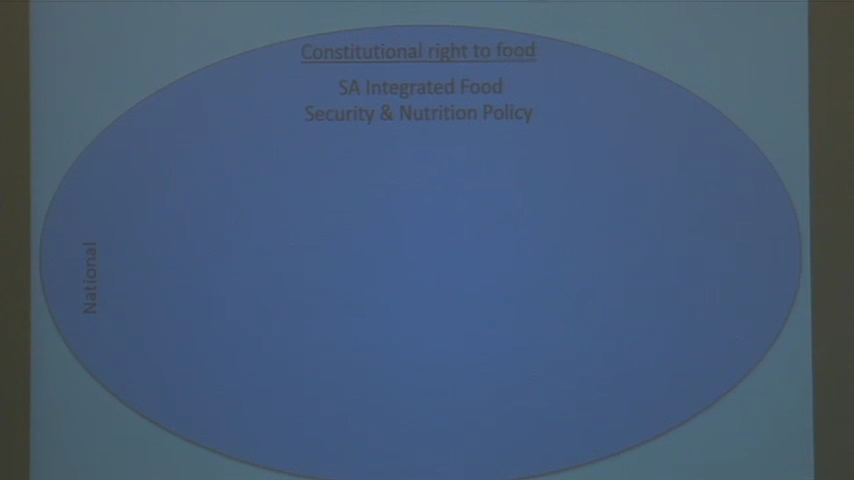 Constitutional right to food
SA Integrated Food
Security & Nutrition Policy
National